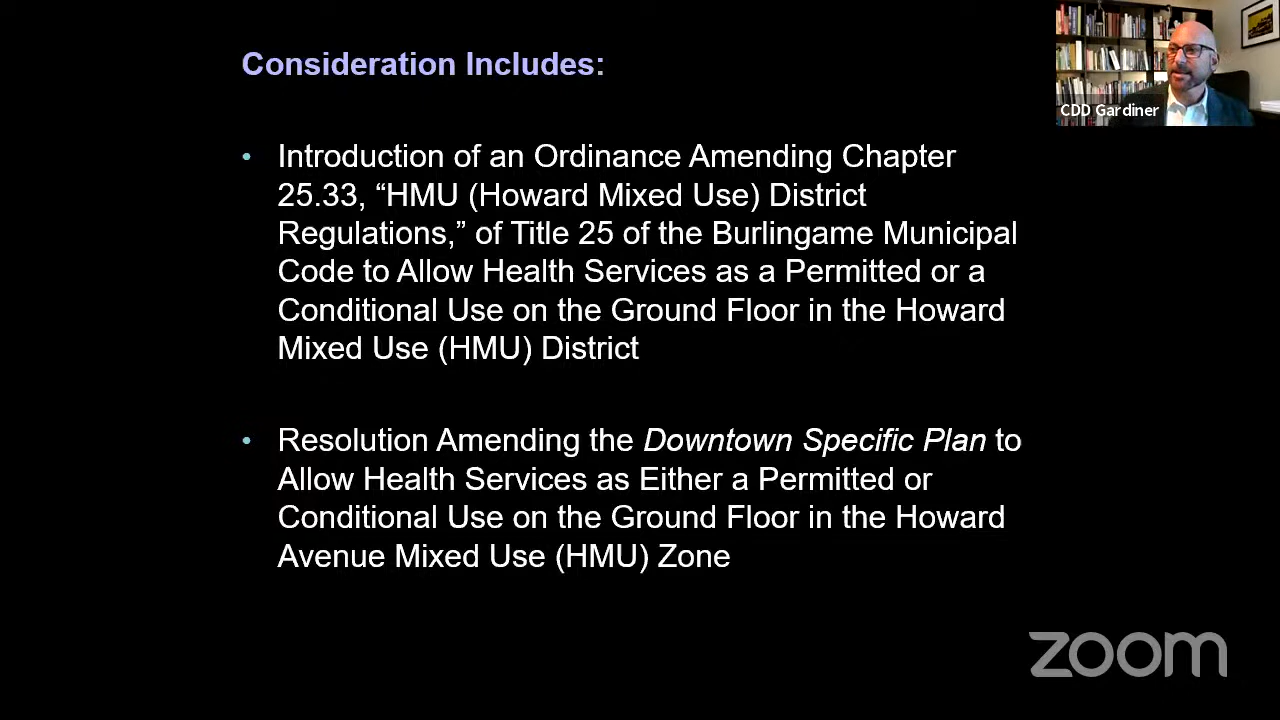 Consideration Includes:
CDD Gardiner
• Introduction of an Ordinance Amending Chapter
25.33, “HMU (Howard Mixed Use) District
Regulations,” of Title 25 of the Burlingame Municipal
Code to Allow Health Services as a Permitted or a
Conditional Use on the Ground Floor in the Howard
Mixed Use (HMU) District
• Resolution Amending the Downtown Specific Plan to
Allow Health Services as Either a Permitted or
Conditional Use on the Ground Floor in the Howard
Avenue Mixed Use (HMU) Zone
zoom